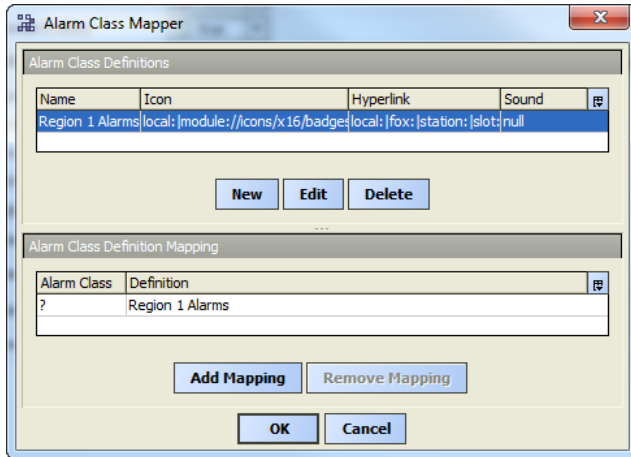 Alarm Class Mapper
Alarm Class Definitions
Name Icon Hyperlink Sound
Region 1 Alarms local:|module://icons/x16/badges local:|fox:|station:|slot: null
New Edit Delete
Alarm Class Definition Mapping
Alarm Class Definition
? Region 1 Alarms
Add Mapping Remove Mapping
OK Cancel